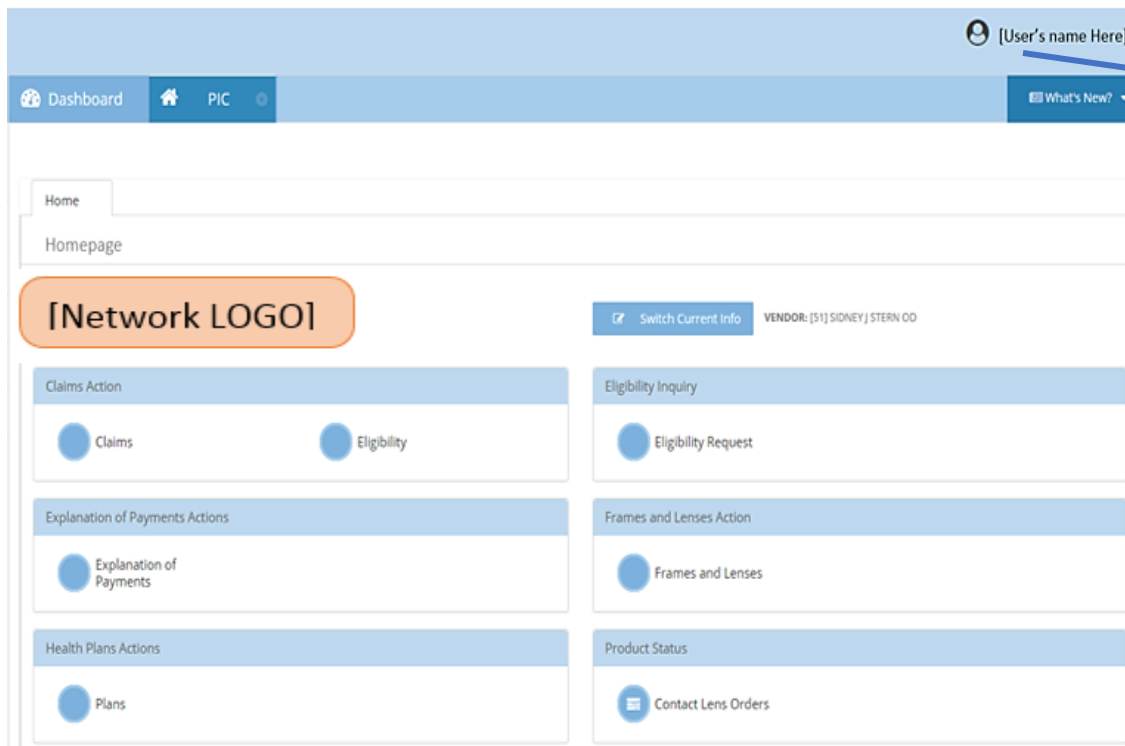 [User's name Here]
Dashboard PIC What's New?
Home
Homepage
[Network LOGO]
Switch Current Info VENDOR: [51] SIDNEY J STERN OD
Claims Action Eligibility Inquiry
Claims Eligibility Eligibility Request
Explanation of Payments Actions Frames and Lenses Action
Explanation of
Payments
Frames and Lenses
Health Plans Actions Product Status
Plans Contact Lens Orders